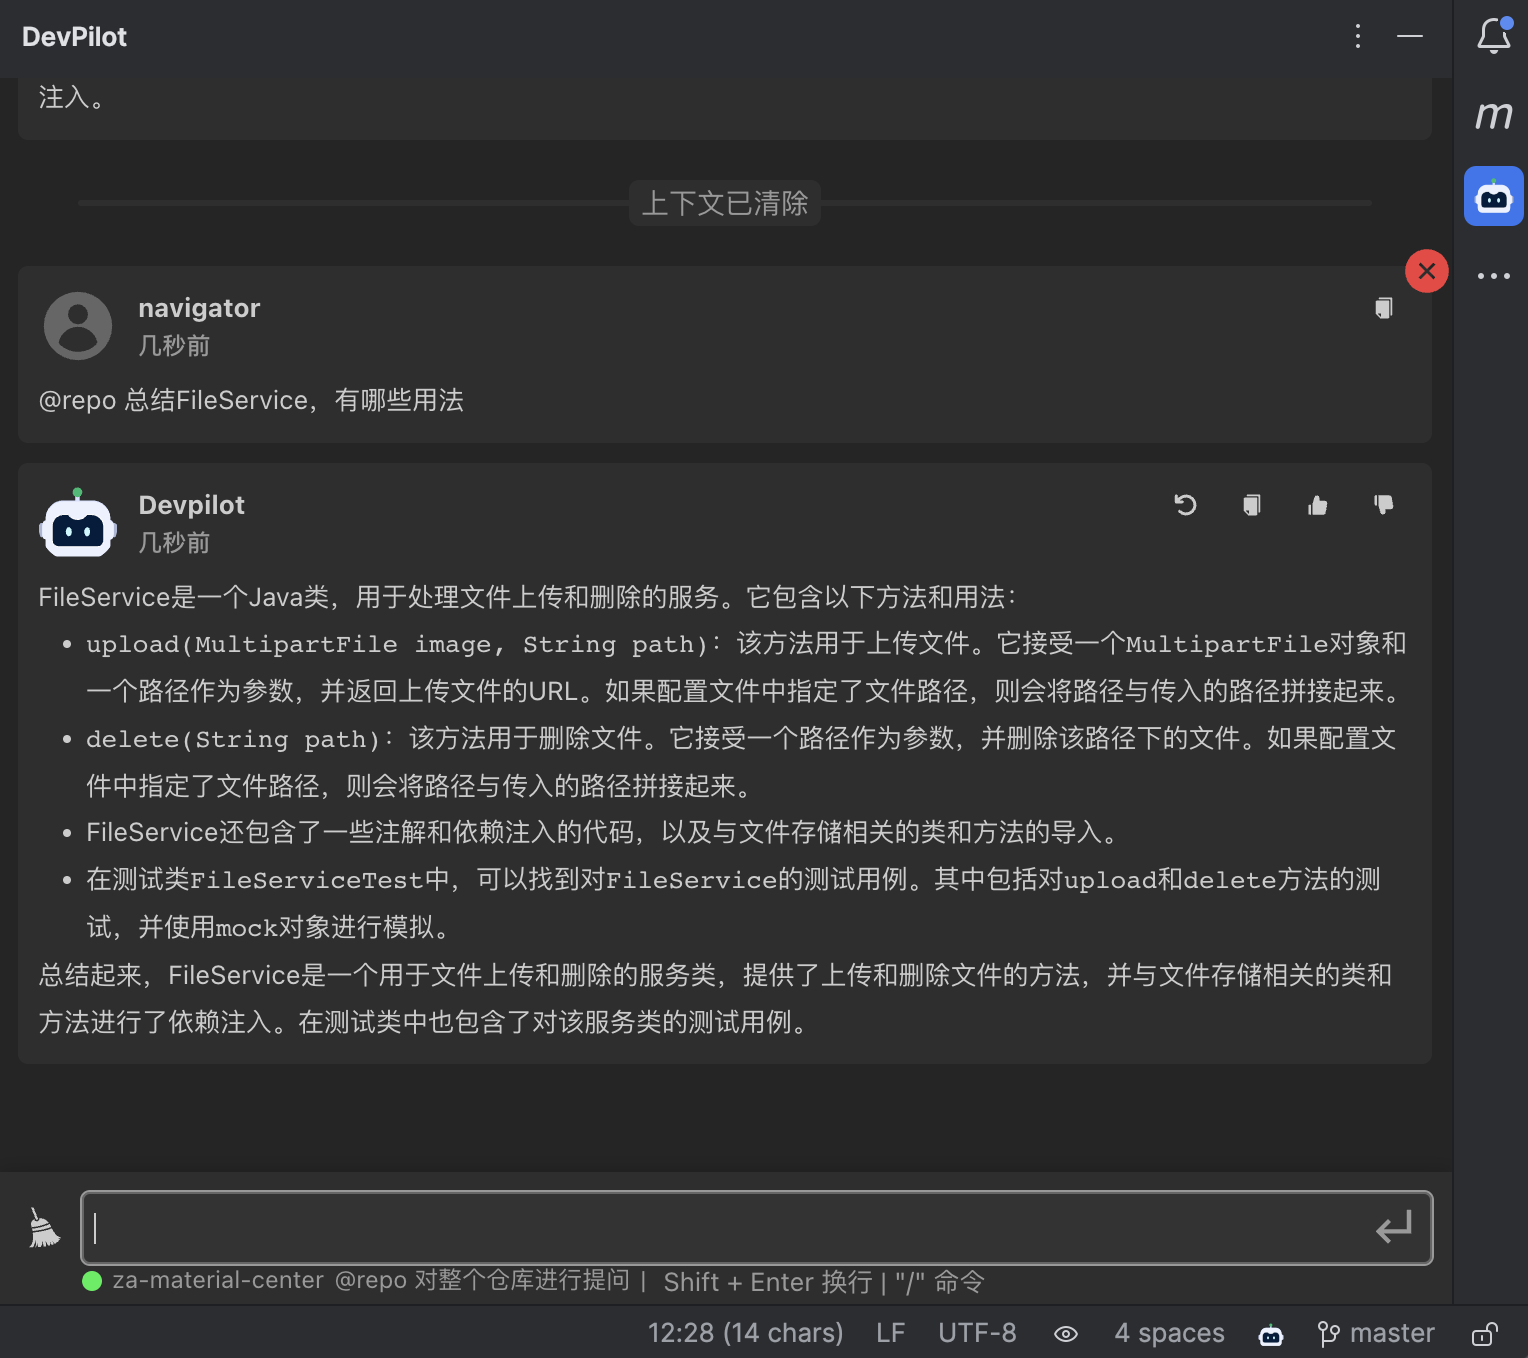 DevPilot
注入。
m
上下文已清除
navigator
几秒前
@repo 总结FileService，有哪些用法
Devpilot
几秒前
FileService是一个Java类，用于处理文件上传和删除的服务。它包含以下方法和用法：
• upload(MultipartFile image, String path)：该方法用于上传文件。它接受一个MultipartFile对象和
一个路径作为参数，并返回上传文件的URL。如果配置文件中指定了文件路径，则会将路径与传入的路径拼接起来。
• delete(String path)：该方法用于删除文件。它接受一个路径作为参数，并删除该路径下的文件。如果配置文
件中指定了文件路径，则会将路径与传入的路径拼接起来。
• FileService还包含了一些注解和依赖注入的代码，以及与文件存储相关的类和方法的导入。
• 在测试类FileServiceTest中，可以找到对FileService的测试用例。其中包括对upload和delete方法的测
试，并使用mock对象进行模拟。
总结起来，FileService是一个用于文件上传和删除的服务类，提供了上传和删除文件的方法，并与文件存储相关的类和
方法进行了依赖注入。在测试类中也包含了对该服务类的测试用例。
za-material-center @repo 对整个仓库进行提问 | Shift + Enter 换行 | "/" 命令
12:28 (14 chars) LF UTF-8 4 spaces master